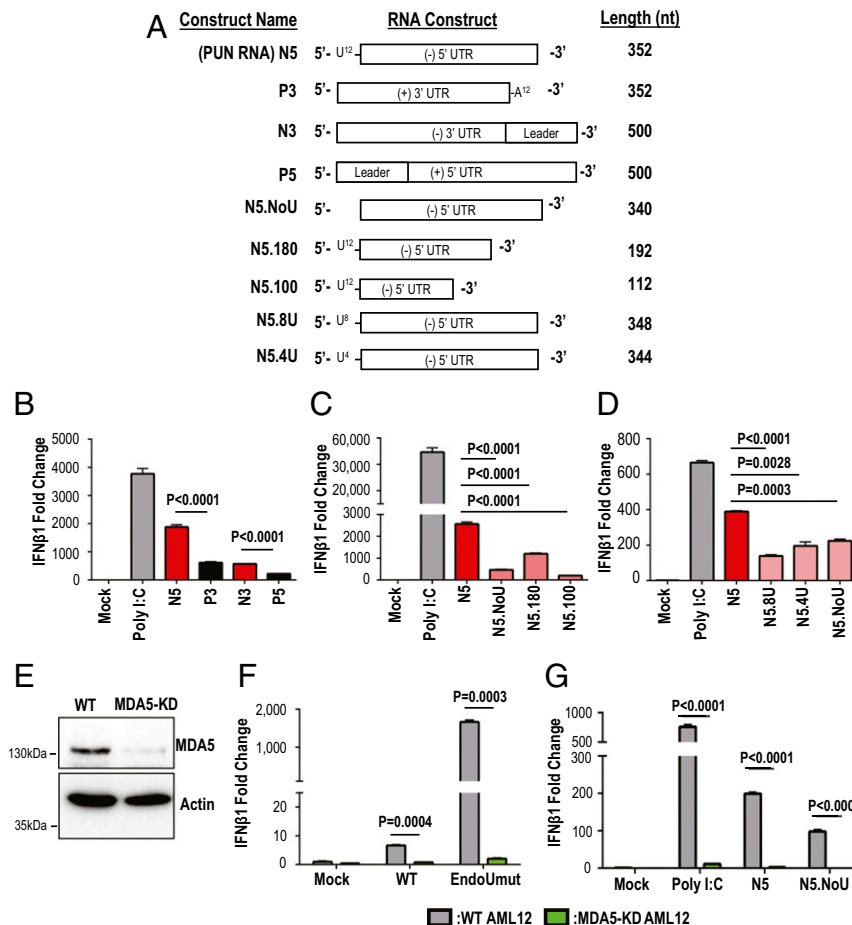 A
Construct Name RNA Construct Length (nt)
(PUN RNA) N5 5'- U12 (-) 5' UTR -3' 352
P3 5'- (+) 3' UTR -A12 -3' 352
N3 5'- (-) 3' UTR Leader -3' 500
P5 5'- Leader (+) 5' UTR -3' 500
N5.NoU 5'- (-) 5' UTR -3' 340
N5.180 5'- U12 (-) 5' UTR -3' 192
N5.100 5'- U12 (-) 5' UTR -3' 112
N5.8U 5'- U8 (-) 5' UTR -3' 348
N5.4U 5'- U4 (-) 5' UTR -3' 344
B
IFNβ1 Fold Change
5000
4000
3000
2000
1000
0
P<0.0001
P<0.0001
Mock Poly I:C N5 P3 N3 P5
C
IFNβ1 Fold Change
60,000
30,000
3000
2000
1000
0
P<0.0001
P<0.0001
P<0.0001
Mock Poly I:C N5 N5.NoU N5.180 N5.100
D
IFNβ1 Fold Change
800
600
400
200
0
P<0.0001
P=0.0028
P=0.0003
Mock Poly I:C N5 N5.8U N5.4U N5.NoU
E
WT MDA5-KD
130kDa
MDA5
Actin
35kDa
F
IFNβ1 Fold Change
2,000
1,000
20
10
0
P=0.0004
P=0.0003
Mock WT EndoUmut
G
IFNβ1 Fold Change
1000
750
500
200
100
0
P<0.0001
P<0.0001
P<0.000
Mock Poly I:C N5 N5.NoU
:WT AML12 :MDA5-KD AML12